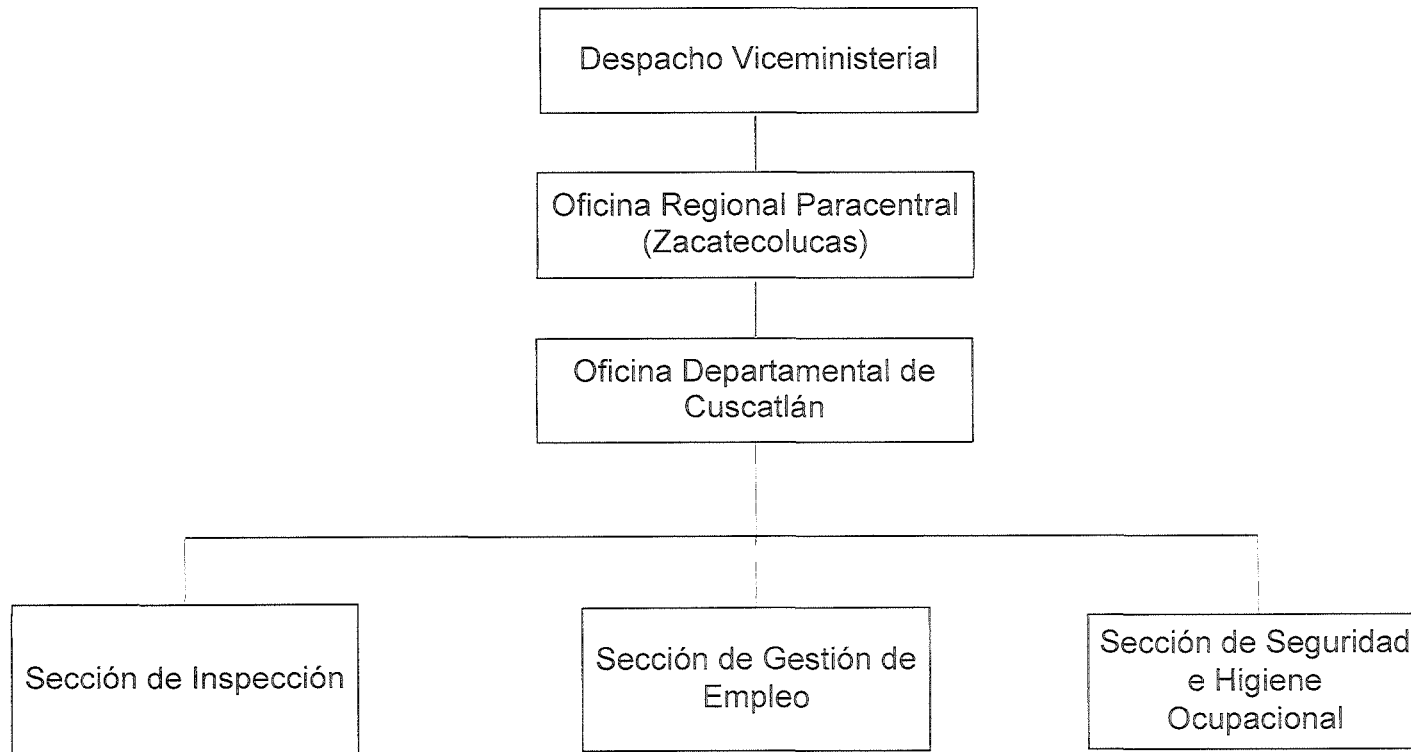 Despacho Viceministerial
Oficina Regional Paracentral
(Zacatecolucas)
Oficina Departamental de
Cuscatlán
Sección de Inspección
Sección de Gestión de
Empleo
Sección de Seguridad
e Higiene
Ocupacional